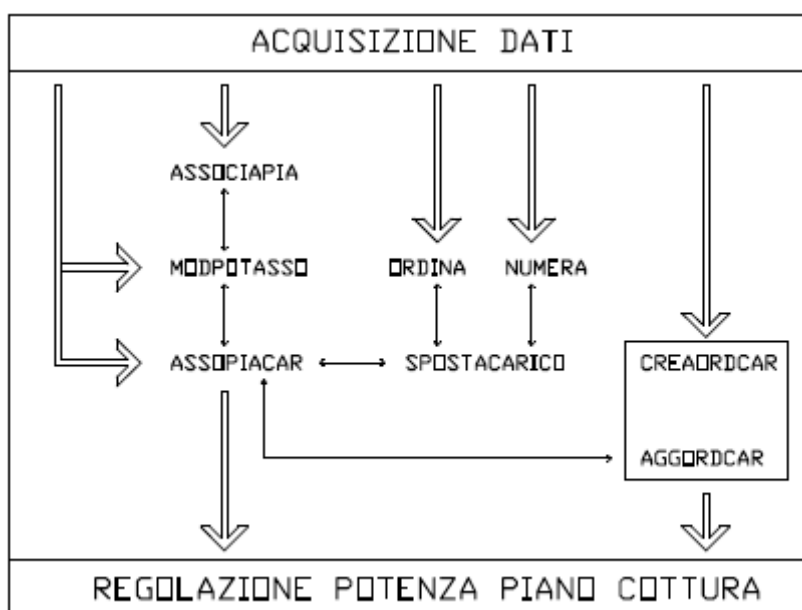 ACQUISIZIONE DATI
ASSOCIAPIA
MODPOTASSO ORDINA NUMERA
ASSOPIACAR SPOSTACARICO CREAORDCAR
AGGORDCAR
REGOLAZIONE POTENZA PIANO COTTURA